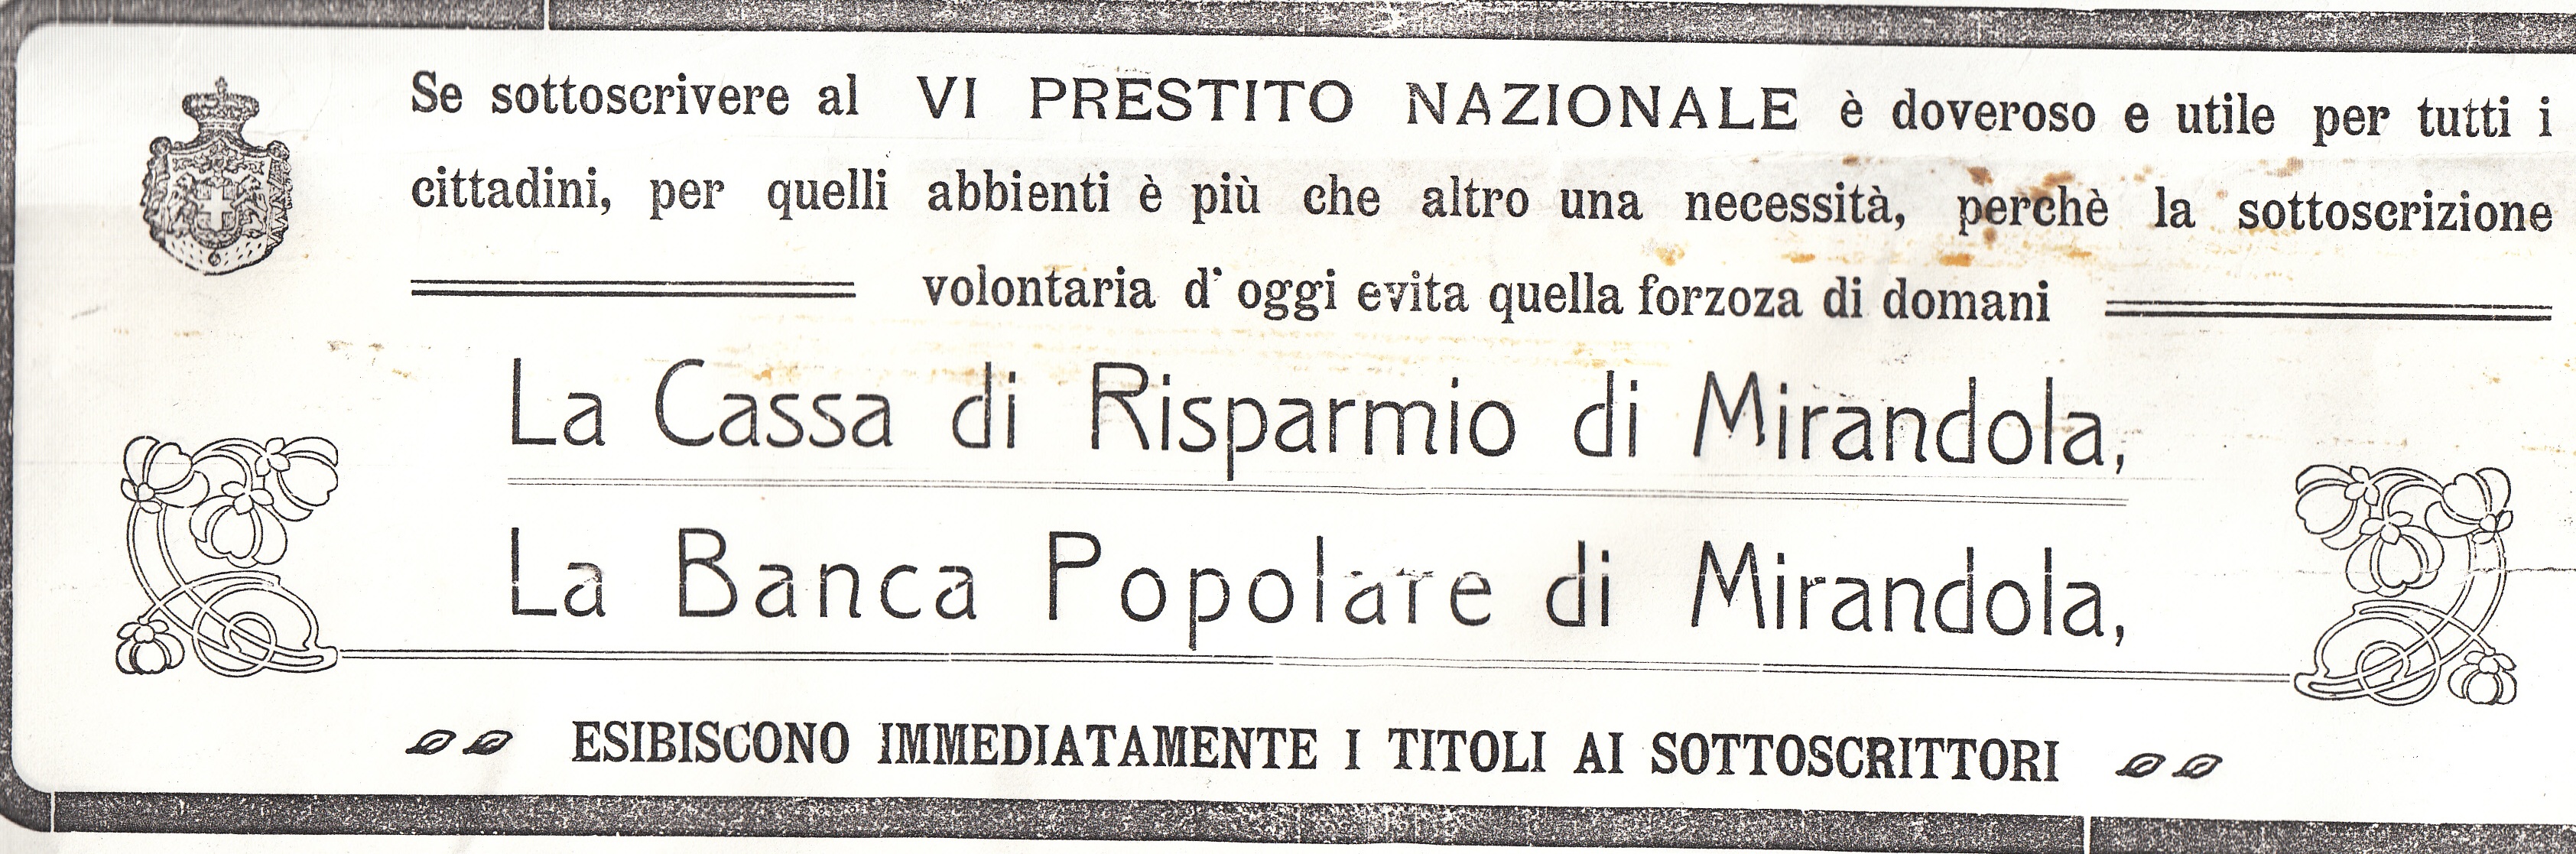 Se sottoscrivere al VI PRESTITO NAZIONALE è doveroso e utile per tutti i
cittadini, per quelli abbienti è più che altro una necessità, perchè la sottoscrizione
volontaria d' oggi evita quella forzoza di domani
La Cassa di Risparmio di Mirandola,
La Banca Popolare di Mirandola,
ESIBISCONO IMMEDIATAMENTE I TITOLI AI SOTTOSCRITTORI